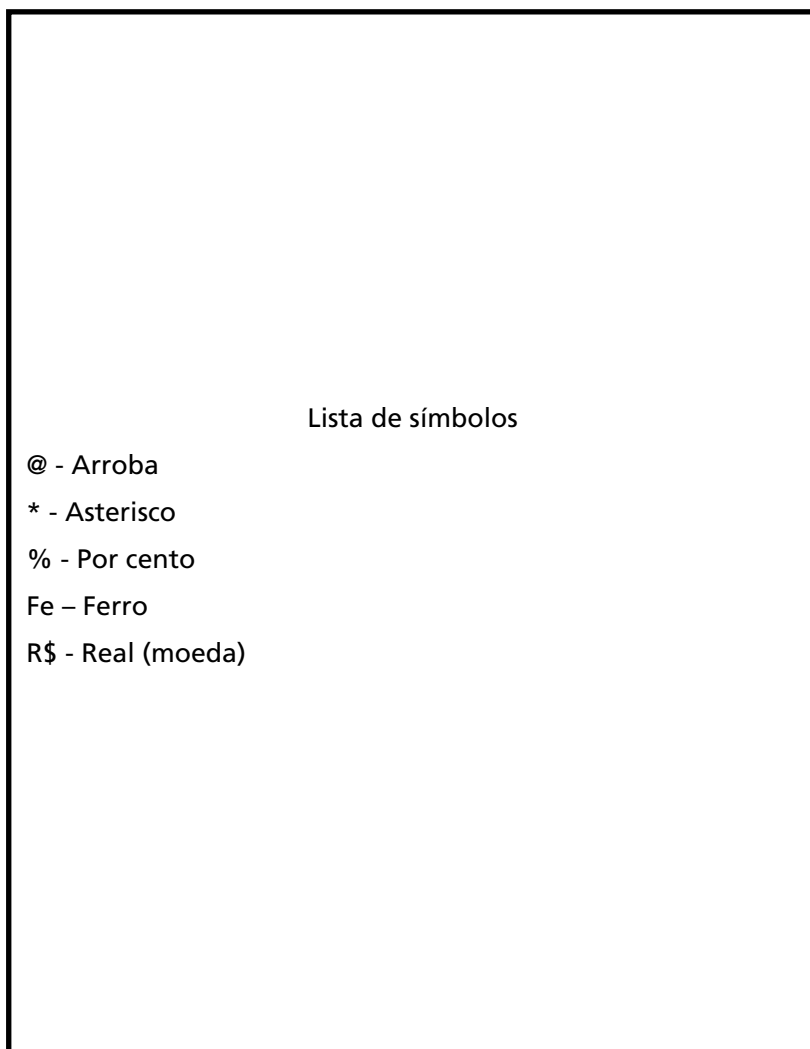 Lista de símbolos
@ - Arroba
* - Asterisco
% - Por cento
Fe – Ferro
R$ - Real (moeda)